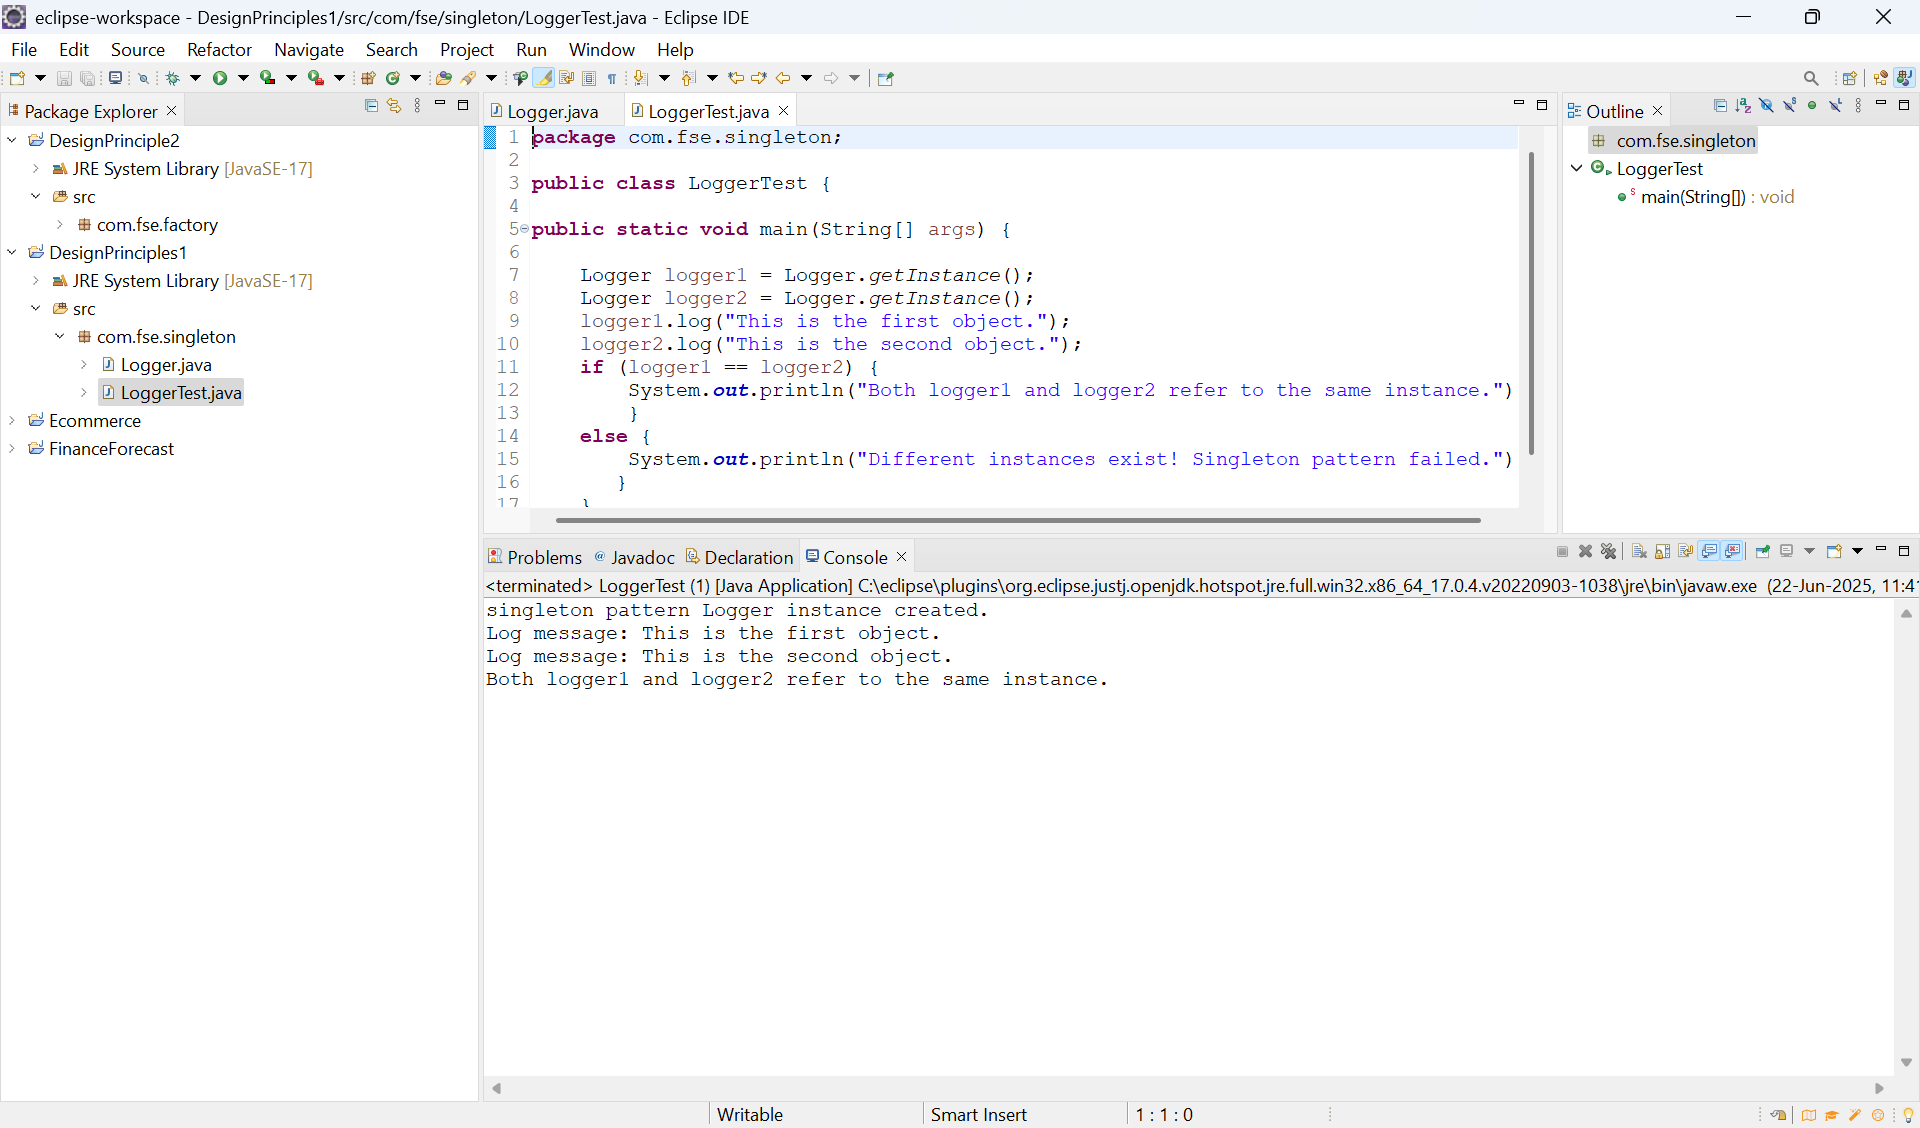 eclipse-workspace - DesignPrinciples1/src/com/fse/singleton/LoggerTest.java - Eclipse IDE
File Edit Source Refactor Navigate Search Project Run Window Help
Package Explorer
DesignPrinciple2
JRE System Library [JavaSE-17]
src
com.fse.factory
DesignPrinciples1
JRE System Library [JavaSE-17]
src
com.fse.singleton
Logger.java
LoggerTest.java
Ecommerce
FinanceForecast
Logger.java LoggerTest.java
1 package com.fse.singleton;
2
3 public class LoggerTest {
4
5 public static void main(String[] args) {
6
7 Logger logger1 = Logger.getInstance();
8 Logger logger2 = Logger.getInstance();
9 logger1.log("This is the first object.");
10 logger2.log("This is the second object.");
11 if (logger1 == logger2) {
12 System.out.println("Both logger1 and logger2 refer to the same instance.")
13 }
14 else {
15 System.out.println("Different instances exist! Singleton pattern failed.")
16 }
17 }
Outline
com.fse.singleton
LoggerTest
main(String[]) : void
Problems Javadoc Declaration Console
<terminated> LoggerTest (1) [Java Application] C:\eclipse\plugins\org.eclipse.justj.openjdk.hotspot.jre.full.win32.x86_64_17.0.4.v20220903-1038\jre\bin\javaw.exe (22-Jun-2025, 11:4
singleton pattern Logger instance created.
Log message: This is the first object.
Log message: This is the second object.
Both logger1 and logger2 refer to the same instance.
Writable Smart Insert 1 : 1 : 0